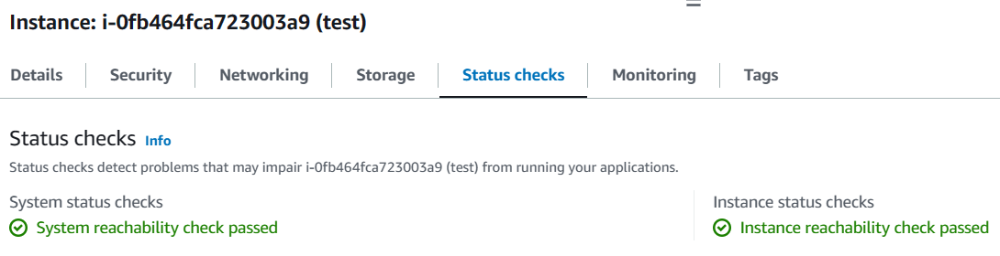 Instance: i-0fb464fca723003a9 (test)
Details Security Networking Storage Status checks Monitoring Tags
Status checks Info
Status checks detect problems that may impair i-0fb464fca723003a9 (test) from running your applications.
System status checks Instance status checks
System reachability check passed Instance reachability check passed